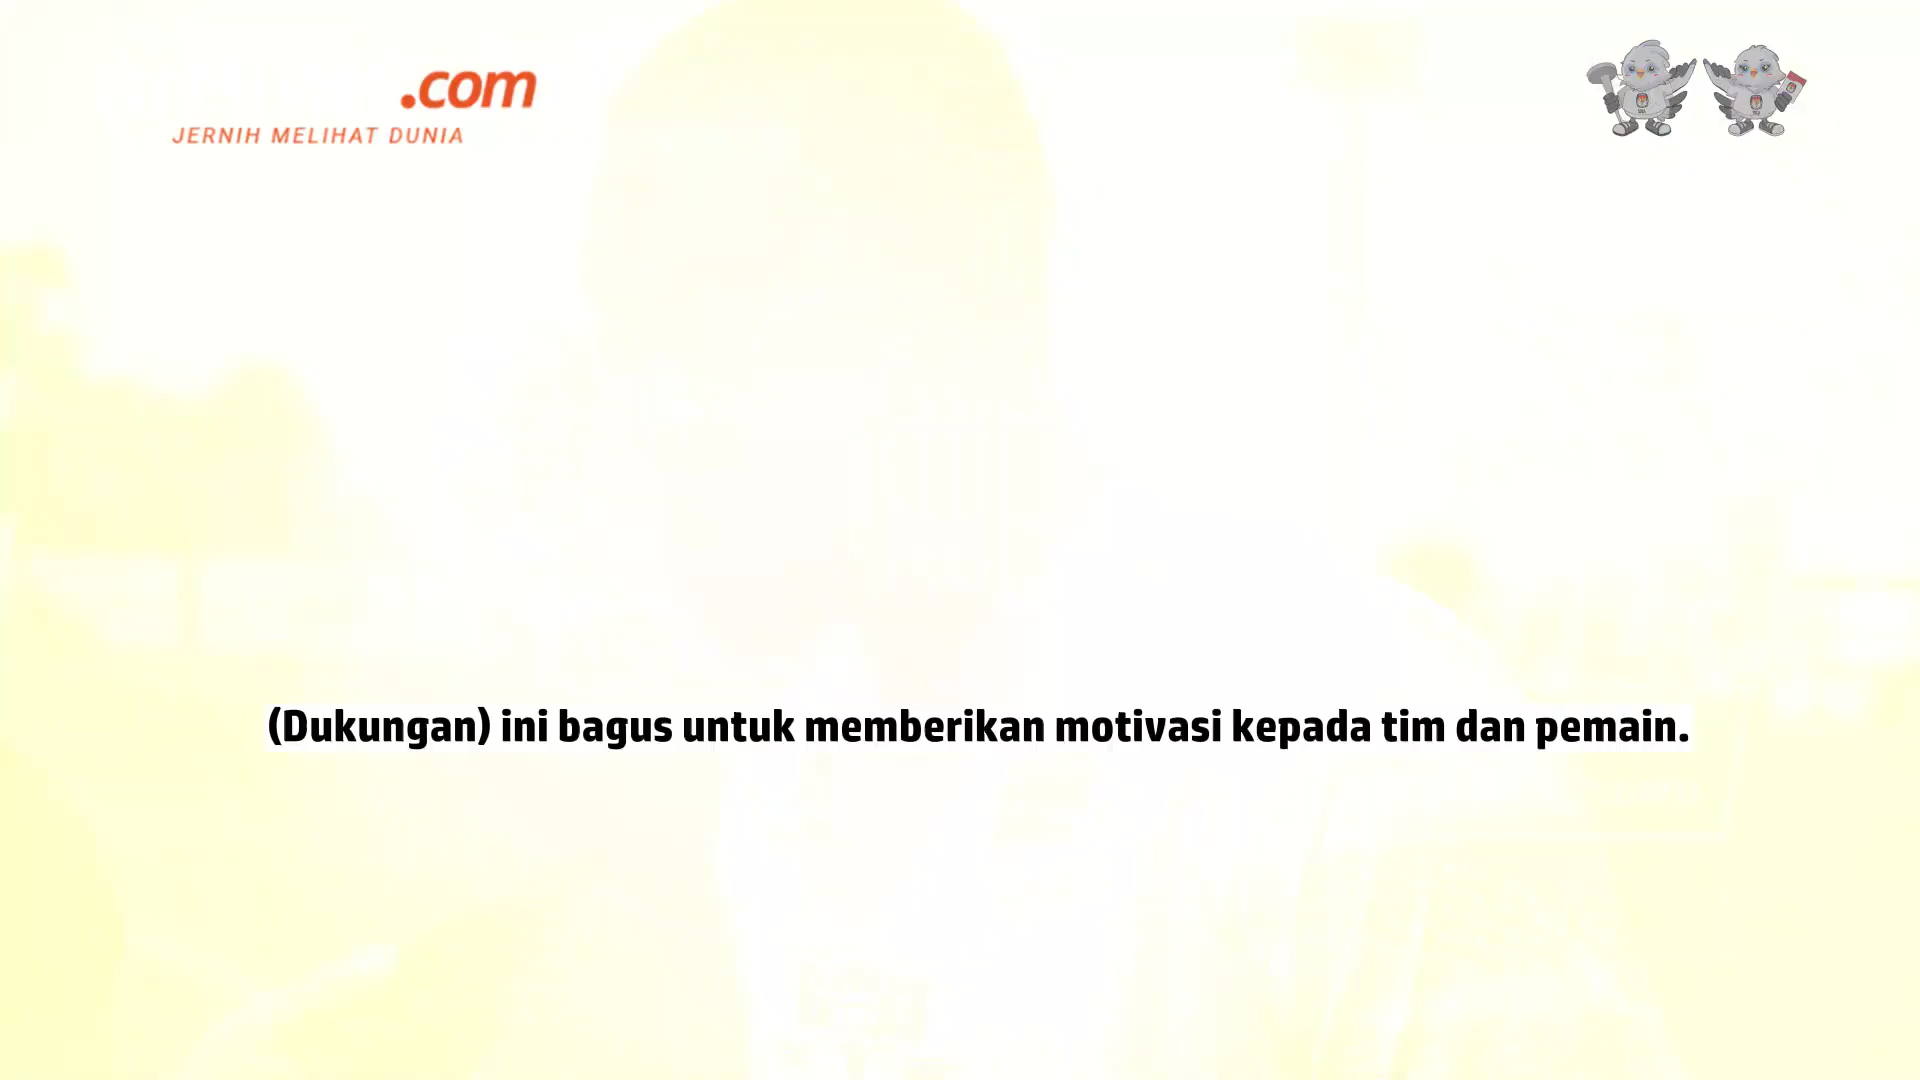 .com
JERNIH MELIHAT DUNIA
(Dukungan) ini bagus untuk memberikan motivasi kepada tim dan pemain.